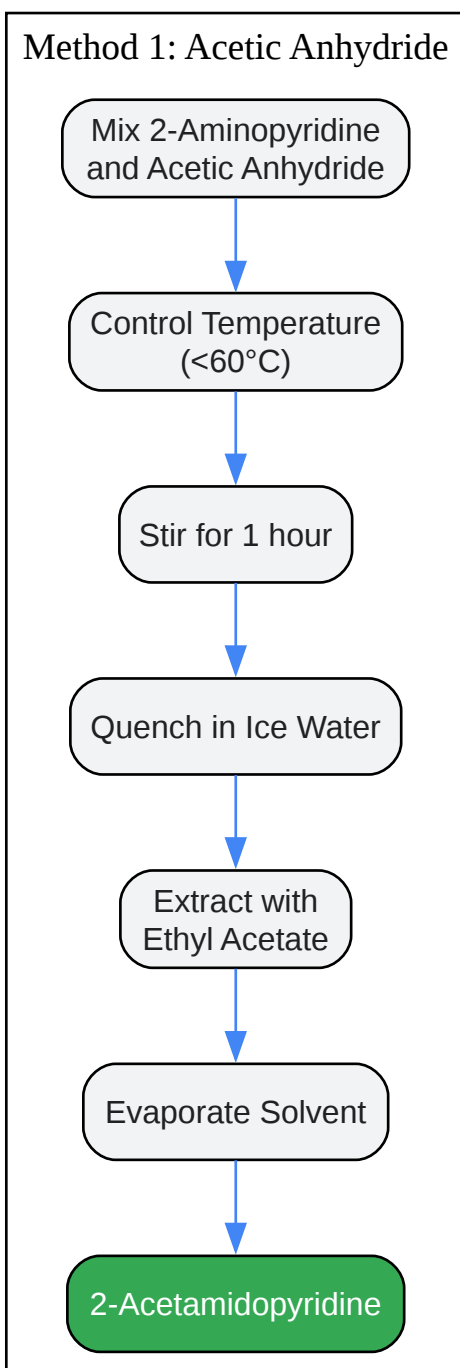 Method 1: Acetic Anhydride
Mix 2-Aminopyridine
and Acetic Anhydride
Control Temperature
(<60°C)
Stir for 1 hour
Quench in Ice Water
Extract with
Ethyl Acetate
Evaporate Solvent
2-Acetamidopyridine